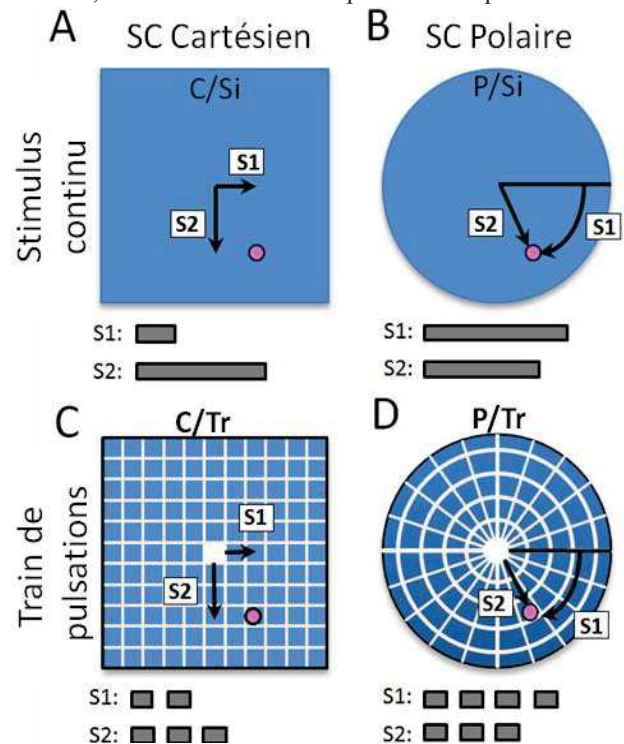 A SC Cartésien
B SC Polaire
Stimulus continu
C/Si
S1
S2
P/Si
S2
S1
S1:
S2:
S1:
S2:
Train de pulsations
C
C/Tr
S1
S2
D
P/Tr
S2
S1
S1:
S2:
S1:
S2: